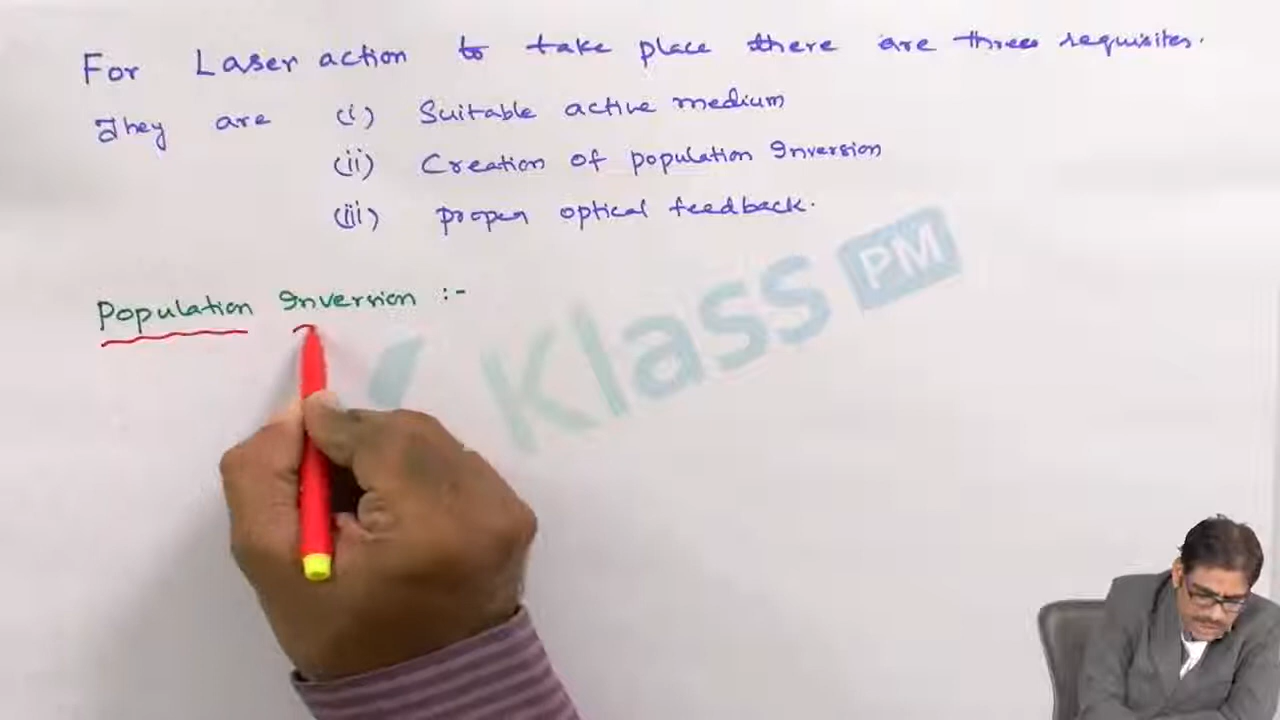 For Laser action to take place there are three requisites.
They are (i) Suitable active medium
(ii) Creation of population Inversion
(iii) proper optical feedback.
Population Inversion :-
Klass PM